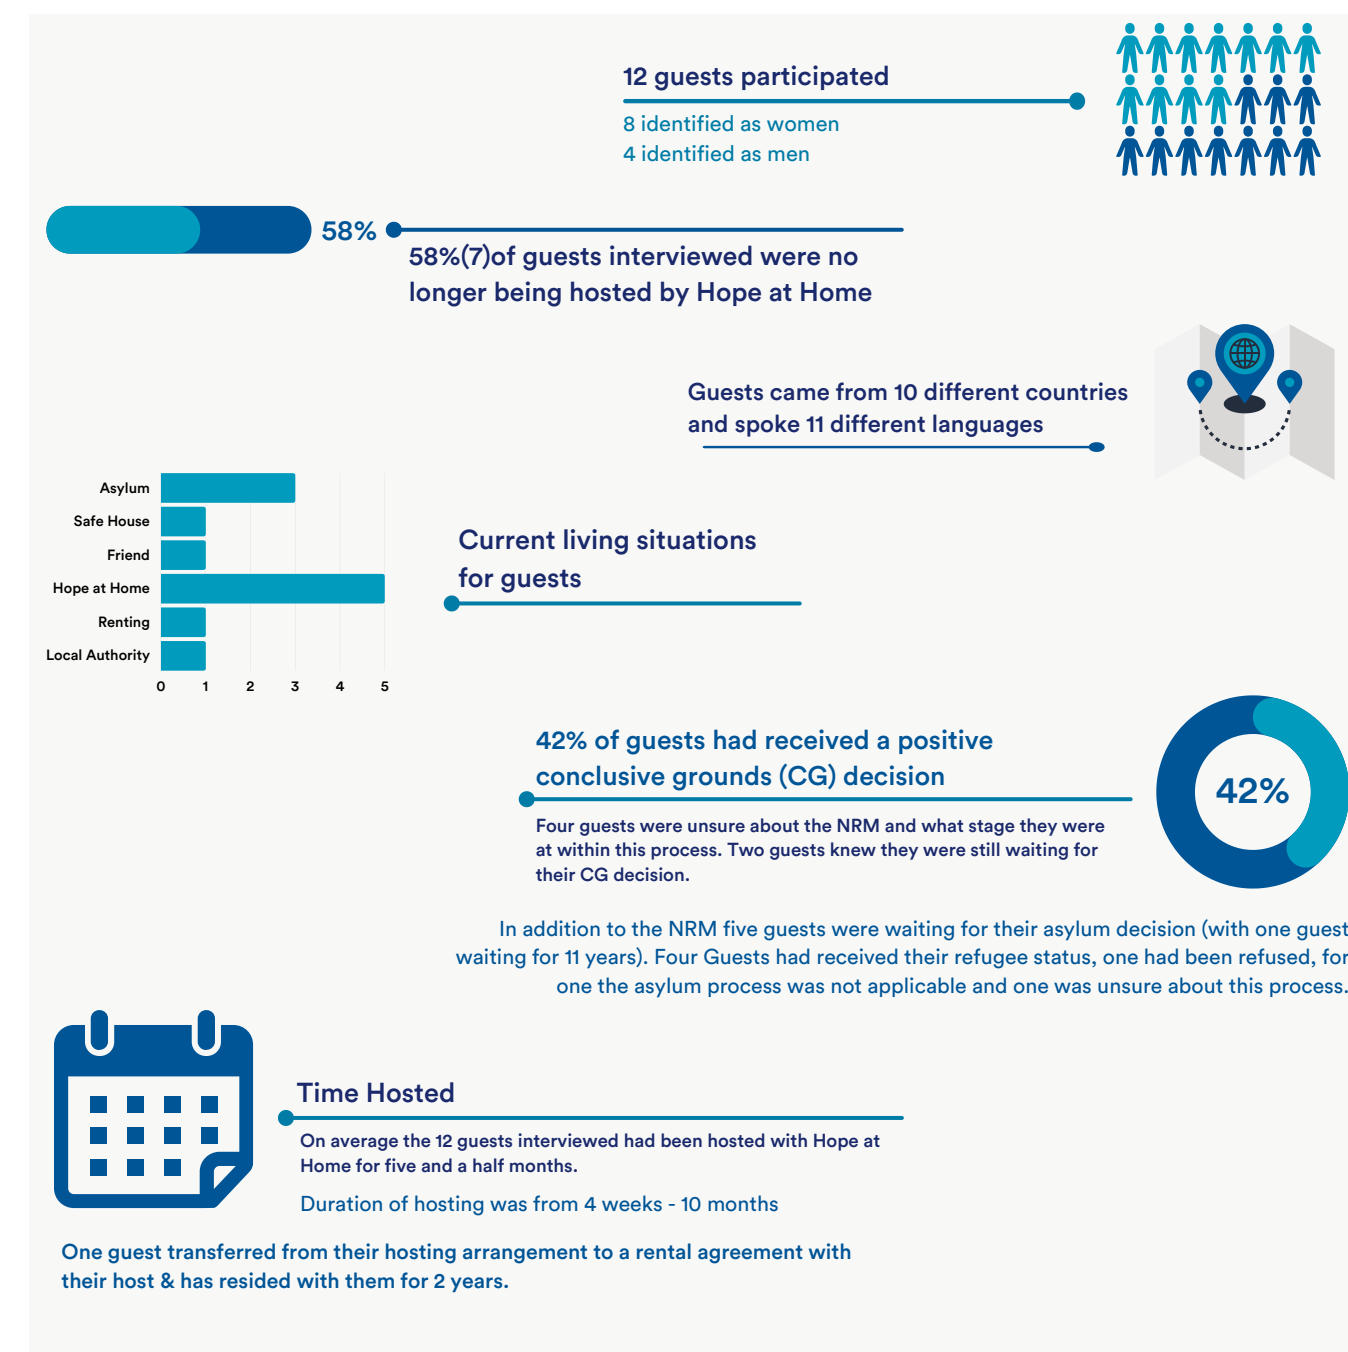 12 guests participated
8 identified as women
4 identified as men
58%
58%(7)of guests interviewed were no
longer being hosted by Hope at Home
Guests came from 10 different countries
and spoke 11 different languages
Asylum
Safe House
Friend
Hope at Home
Renting
Local Authority
0 1 2 3 4 5
Current living situations
for guests
42% of guests had received a positive
conclusive grounds (CG) decision
Four guests were unsure about the NRM and what stage they were
at within this process. Two guests knew they were still waiting for
their CG decision.
42%
In addition to the NRM five guests were waiting for their asylum decision (with one guest
waiting for 11 years). Four Guests had received their refugee status, one had been refused, for
one the asylum process was not applicable and one was unsure about this process.
Time Hosted
On average the 12 guests interviewed had been hosted with Hope at
Home for five and a half months.
Duration of hosting was from 4 weeks - 10 months
One guest transferred from their hosting arrangement to a rental agreement with
their host & has resided with them for 2 years.